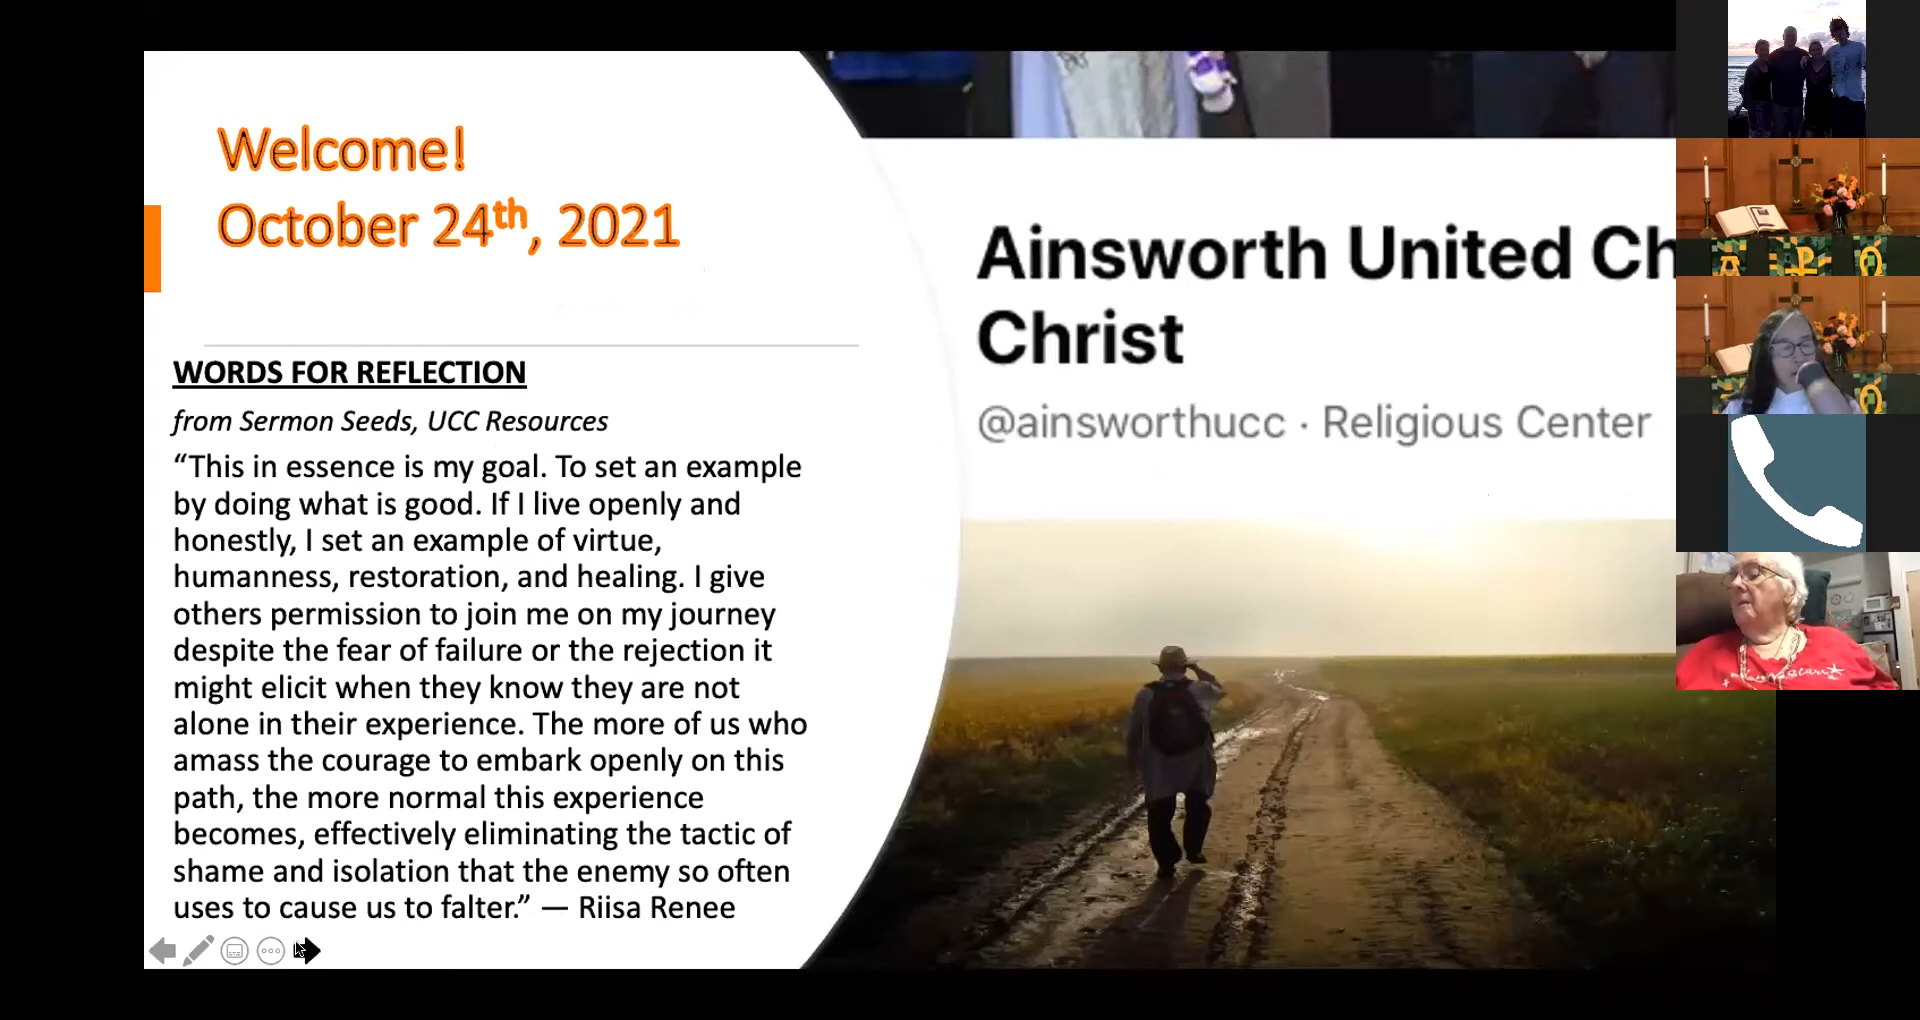 Welcome!
October 24th, 2021
WORDS FOR REFLECTION
from Sermon Seeds, UCC Resources
“This in essence is my goal. To set an example
by doing what is good. If I live openly and
honestly, I set an example of virtue,
humanness, restoration, and healing. I give
others permission to join me on my journey
despite the fear of failure or the rejection it
might elicit when they know they are not
alone in their experience. The more of us who
amass the courage to embark openly on this
path, the more normal this experience
becomes, effectively eliminating the tactic of
shame and isolation that the enemy so often
uses to cause us to falter.” — Riisa Renee
Ainsworth United Ch
Christ
@ainsworthucc · Religious Center